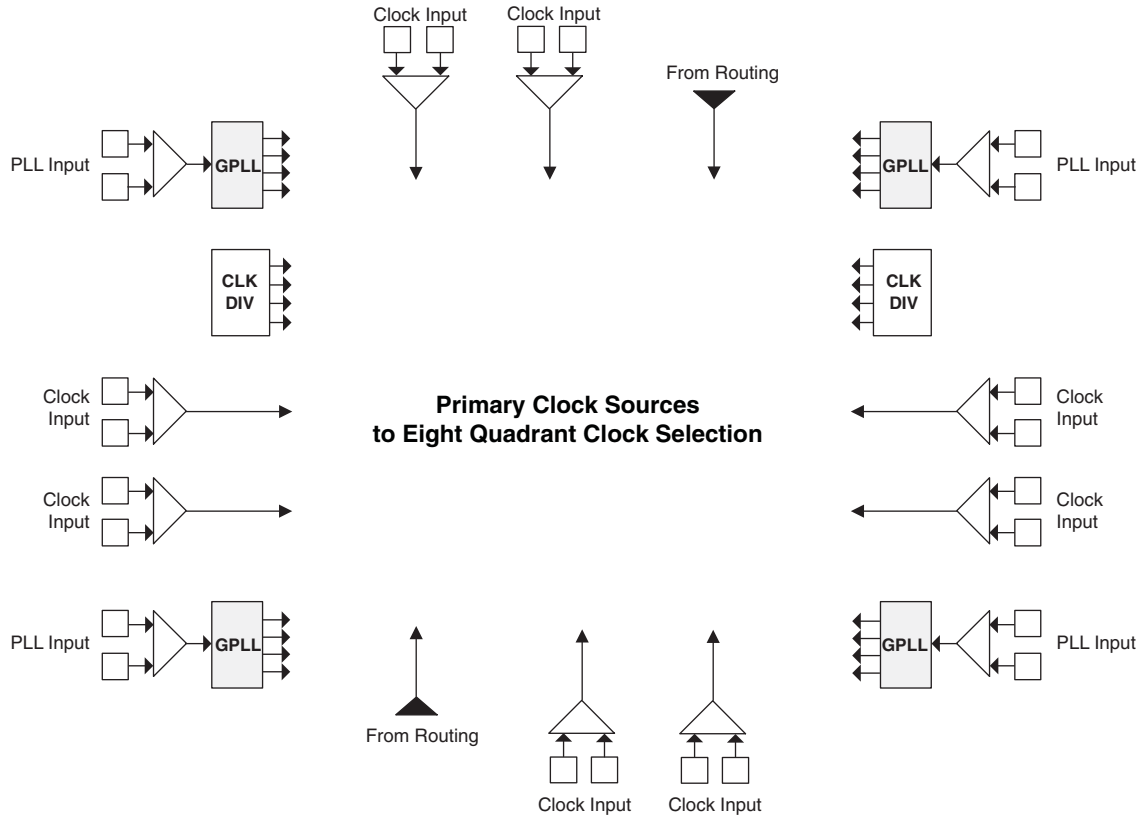 Clock Input
Clock Input
From Routing
PLL Input
GPLL
GPLL
PLL Input
CLK
DIV
CLK
DIV
Clock
Input
Primary Clock Sources
to Eight Quadrant Clock Selection
Clock
Input
Clock
Input
Clock
Input
PLL Input
GPLL
GPLL
PLL Input
From Routing
Clock Input
Clock Input